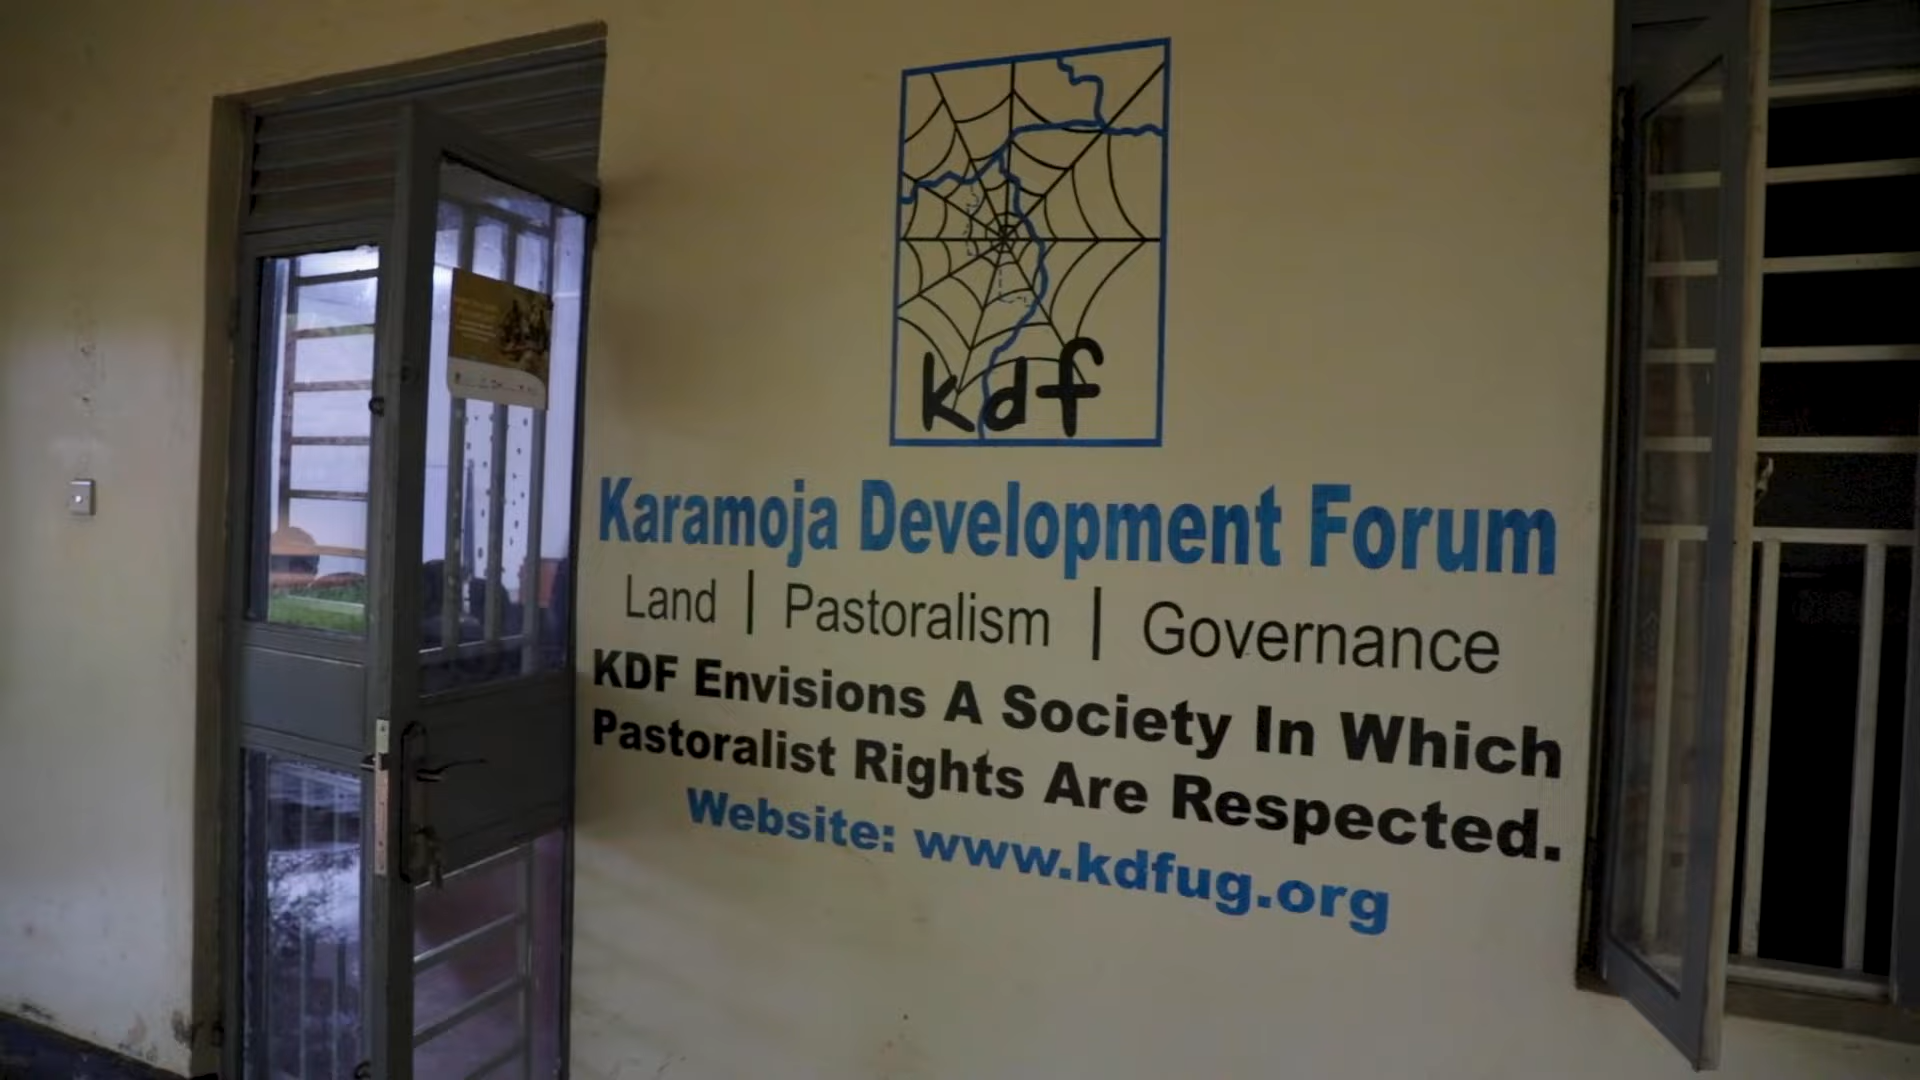 kdf
Karamoja Development Forum
Land | Pastoralism | Governance
KDF Envisions A Society In Which
Pastoralist Rights Are Respected.
Website: www.kdfug.org